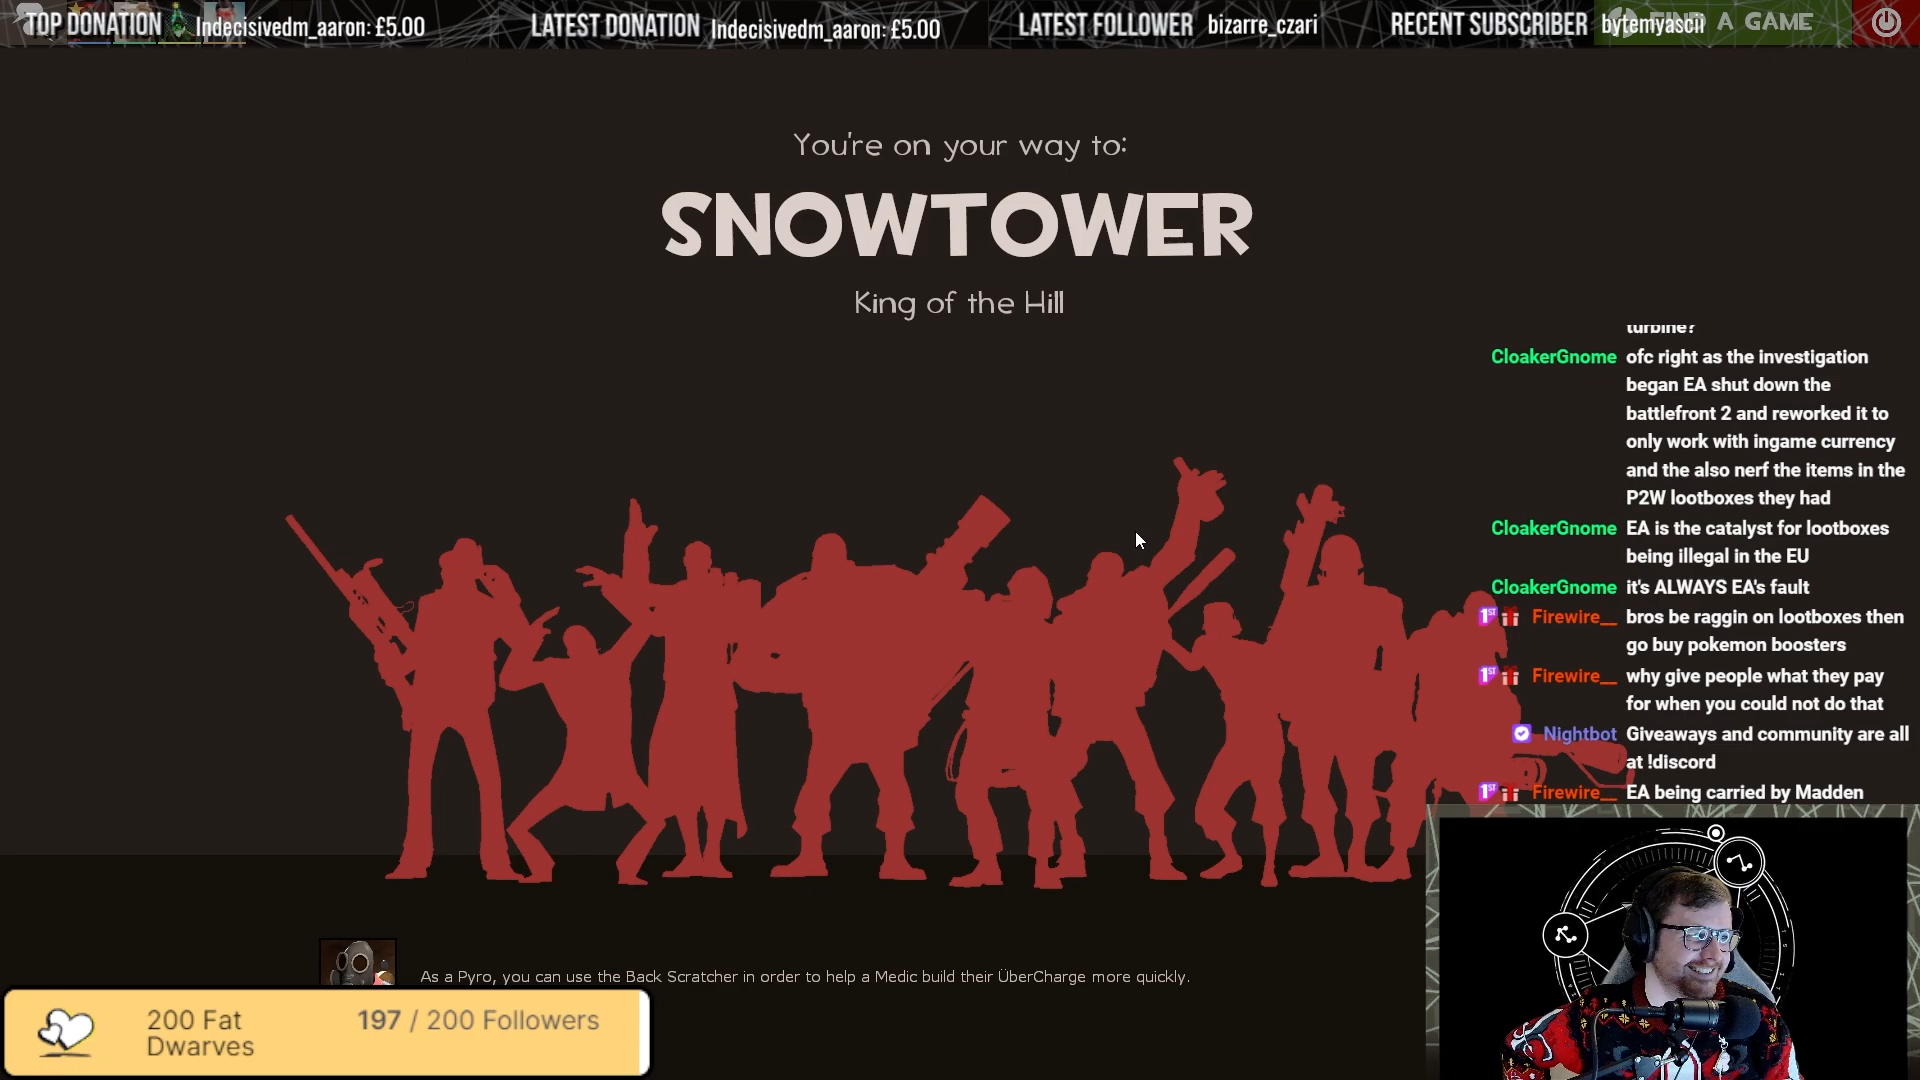 TOP DONATION Indecisivedm_aaron: £5.00 LATEST DONATION Indecisivedm_aaron: £5.00 LATEST FOLLOWER bizarre_czari RECENT SUBSCRIBER bytemyascii FIND A GAME
You're on your way to:
SNOWTOWER
King of the Hill
turbine?
CloakerGnome ofc right as the investigation
began EA shut down the
battlefront 2 and reworked it to
only work with ingame currency
and the also nerf the items in the
P2W lootboxes they had
CloakerGnome EA is the catalyst for lootboxes
being illegal in the EU
CloakerGnome it's ALWAYS EA's fault
1ST Firewire__ bros be raggin on lootboxes then
go buy pokemon boosters
1ST Firewire__ why give people what they pay
for when you could not do that
Nightbot Giveaways and community are all
at !discord
1ST Firewire__ EA being carried by Madden
As a Pyro, you can use the Back Scratcher in order to help a Medic build their ÜberCharge more quickly.
200 Fat
Dwarves
197 / 200 Followers